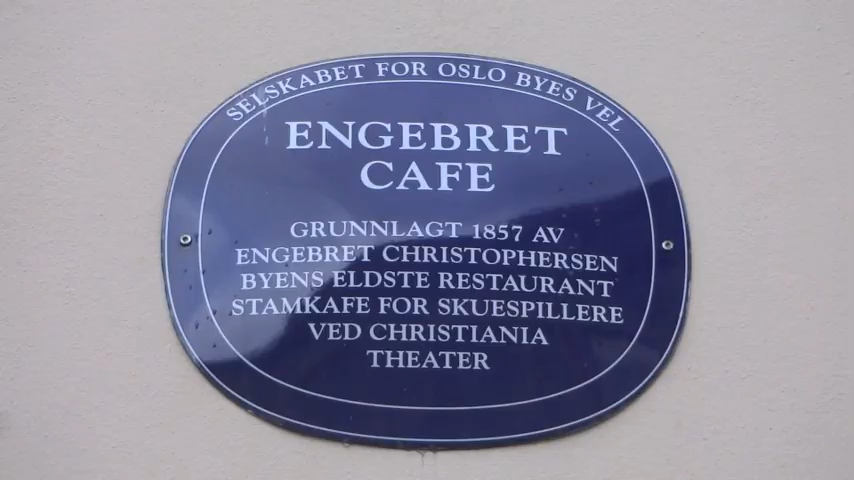 SELSKABET FOR OSLO BYES VEL
ENGEBRET
CAFE
GRUNNLAGT 1857 AV
ENGEBRET CHRISTOPHERSEN
BYENS ELDSTE RESTAURANT
STAMKAFE FOR SKUESPILLERE
VED CHRISTIANIA
THEATER